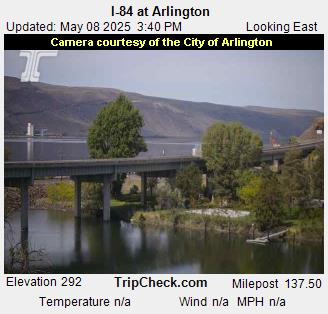 I-84 at Arlington
Updated: May 08 2025 3:40 PM Looking East
Camera courtesy of the City of Arlington
Elevation 292 TripCheck.com Milepost 137.50
Temperature n/a Wind n/a MPH n/a